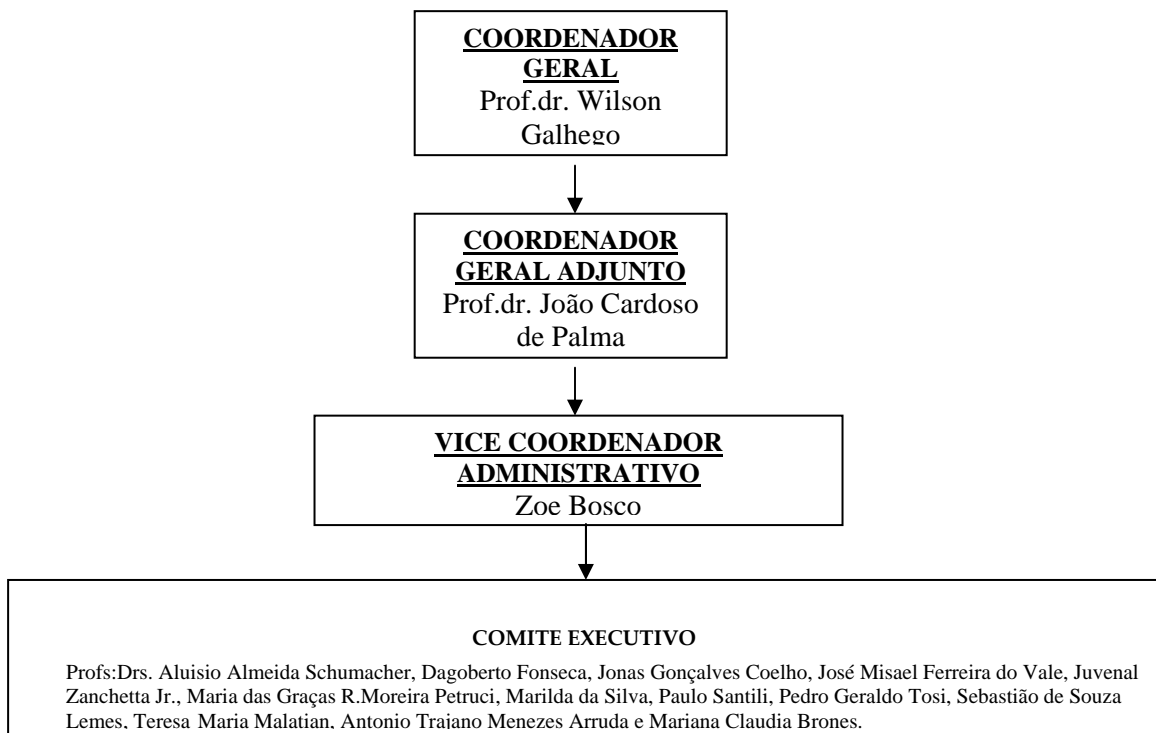 COORDENADOR
GERAL
Prof.dr. Wilson
Galhego
COORDENADOR
GERAL ADJUNTO
Prof.dr. João Cardoso
de Palma
VICE COORDENADOR
ADMINISTRATIVO
Zoe Bosco
COMITE EXECUTIVO
Profs:Drs. Aluisio Almeida Schumacher, Dagoberto Fonseca, Jonas Gonçalves Coelho, José Misael Ferreira do Vale, Juvenal
Zanchetta Jr., Maria das Graças R.Moreira Petruci, Marilda da Silva, Paulo Santili, Pedro Geraldo Tosi, Sebastião de Souza
Lemes, Teresa Maria Malatian, Antonio Trajano Menezes Arruda e Mariana Claudia Brones.